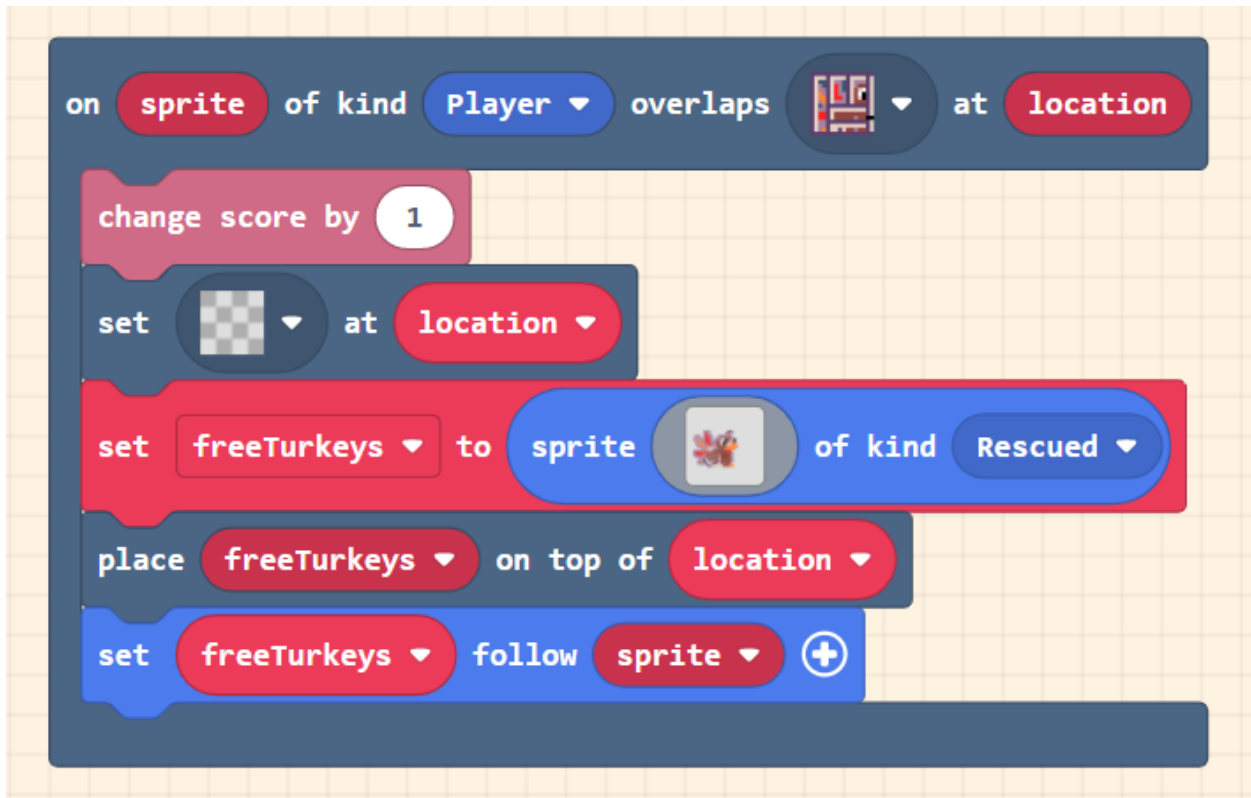 on sprite of kind Player overlaps at location
change score by 1
set at location
set freeTurkeys to sprite of kind Rescued
place freeTurkeys on top of location
set freeTurkeys follow sprite